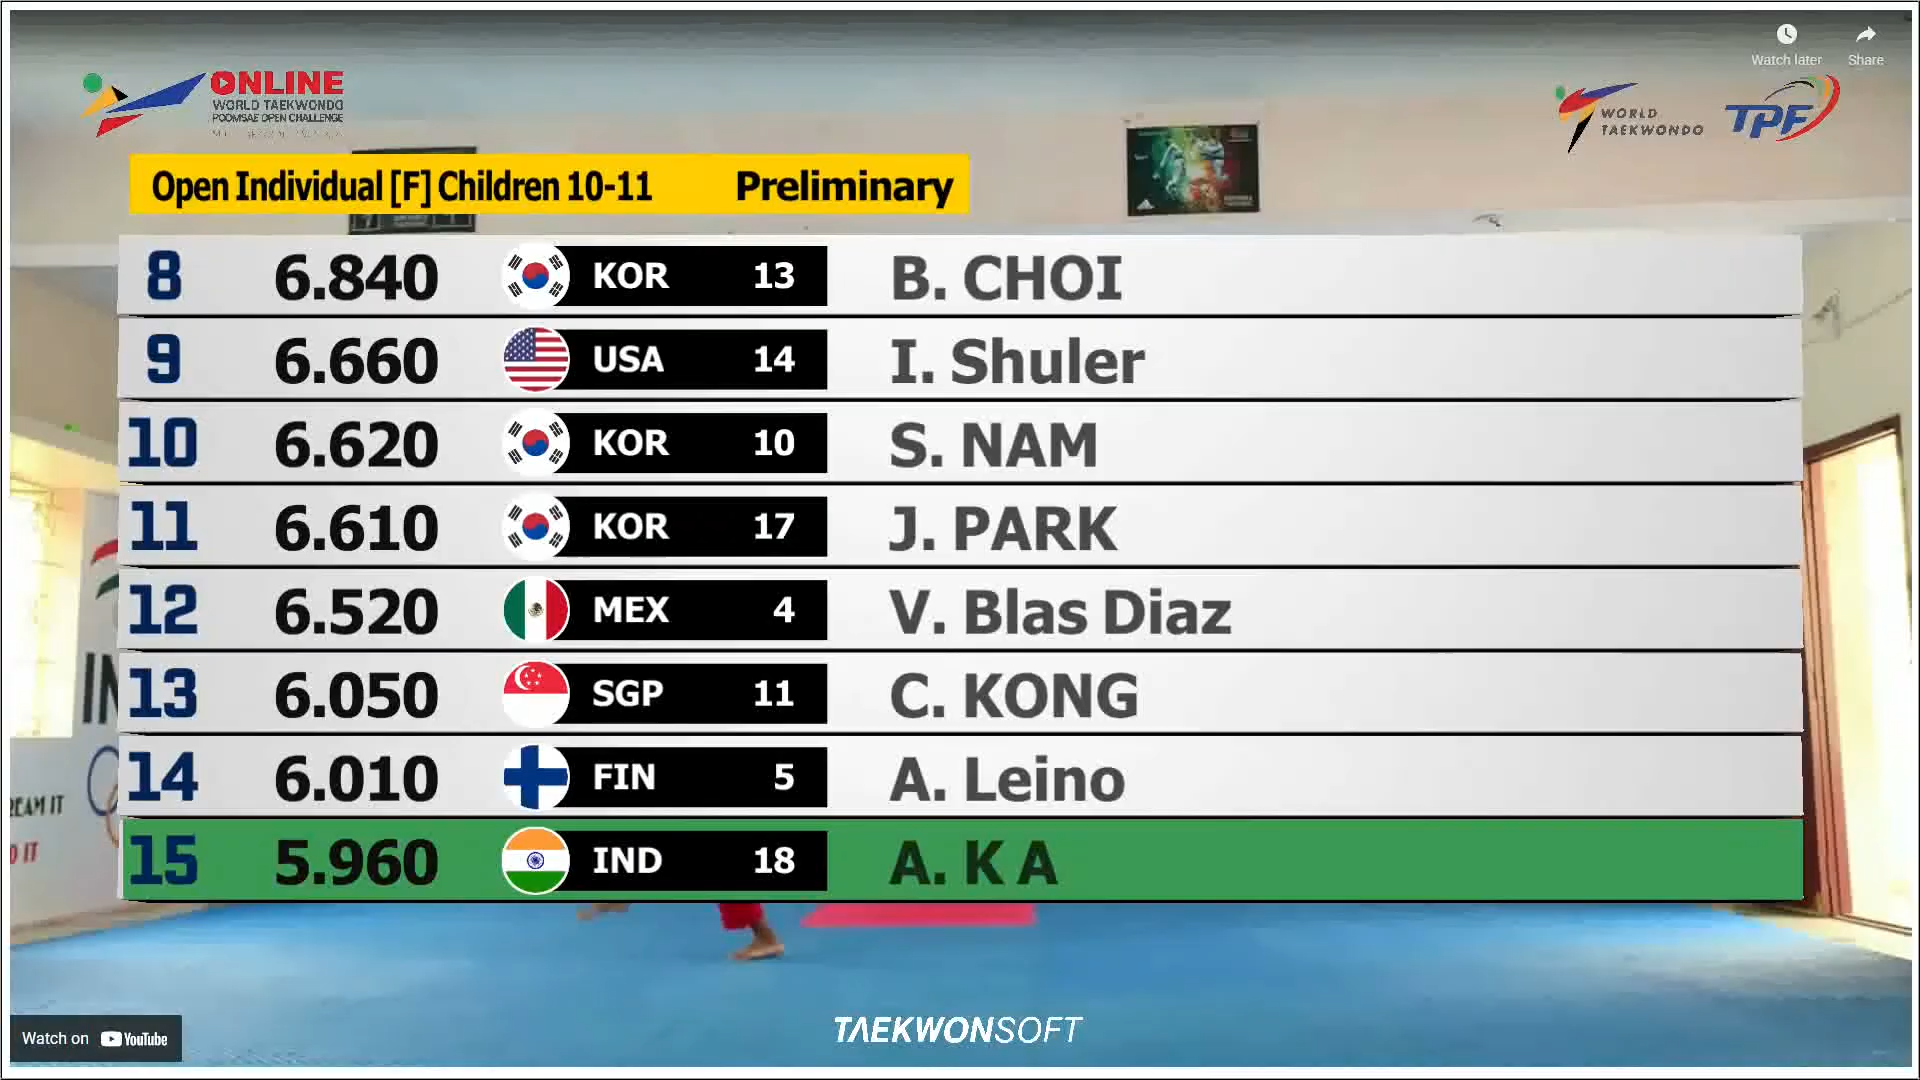 Watch later Share
ONLINE
WORLD TAEKWONDO
POOMSAE OPEN CHALLENGE
WORLD
TAEKWONDO
TPF
Open Individual [F] Children 10-11 Preliminary
8 6.840 KOR 13 B. CHOI
9 6.660 USA 14 I. Shuler
10 6.620 KOR 10 S. NAM
11 6.610 KOR 17 J. PARK
12 6.520 MEX 4 V. Blas Diaz
13 6.050 SGP 11 C. KONG
14 6.010 FIN 5 A. Leino
15 5.960 IND 18 A. K A
TAEKWONSOFT
Watch on YouTube